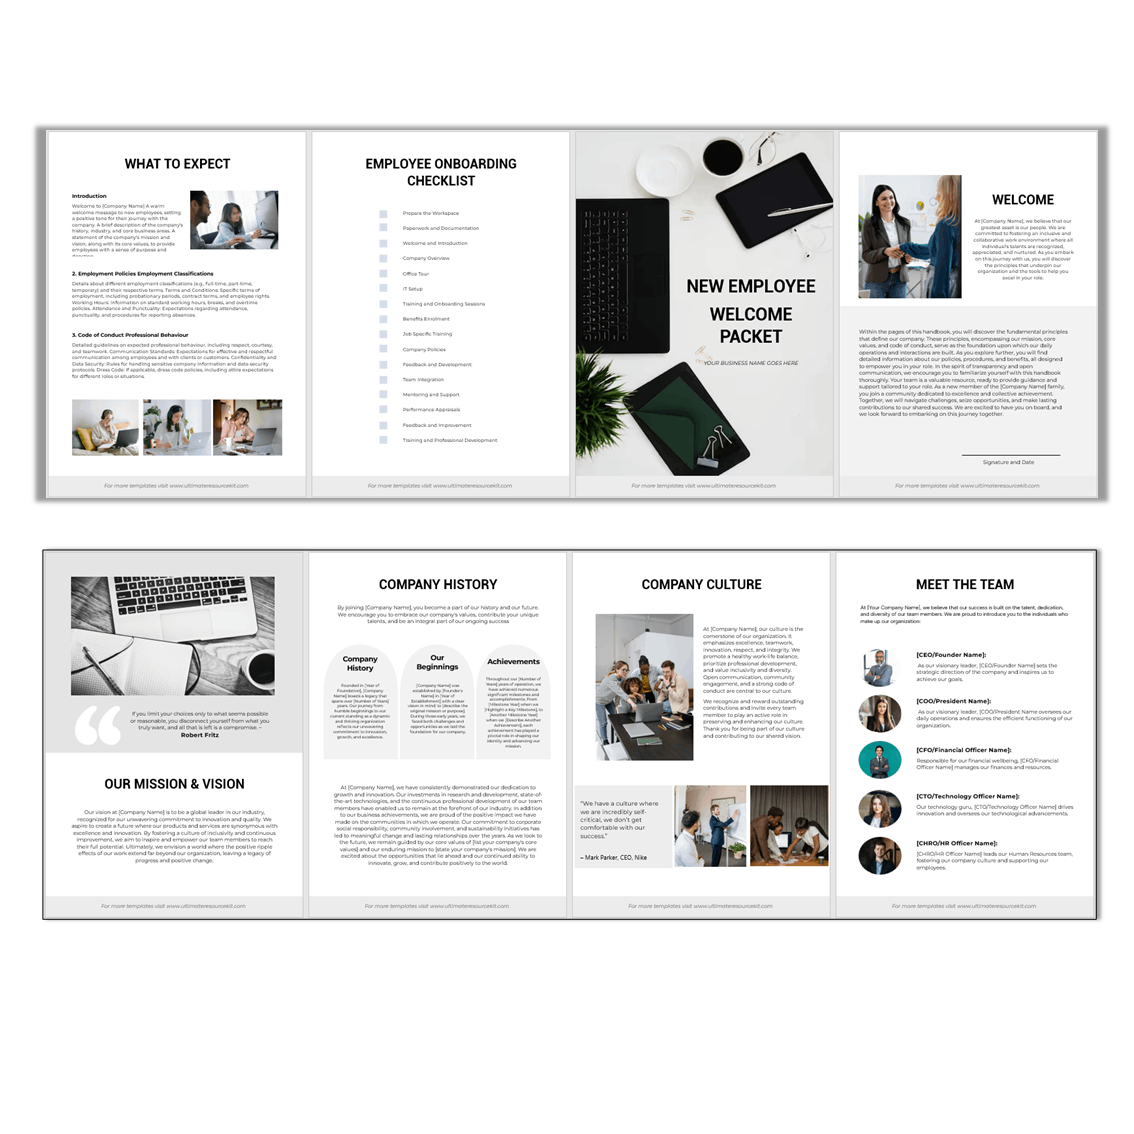 WHAT TO EXPECT
Introduction
Welcome to [Company Name] A warm
welcome message to new employees, setting
a positive tone for their journey with the
company. A brief description of the company's
history, industry, and core business areas. A
statement of the company's mission and
vision, along with its core values, to provide
employees with a sense of purpose and
2. Employment Policies Employment Classifications
Details about different employment classifications (e.g., full-time, part-time,
temporary) and their respective terms. Terms and Conditions: Specific terms of
employment, including probationary periods, contract terms, and employee rights.
Working Hours: Information on standard working hours, breaks, and overtime
policies. Attendance and Punctuality: Expectations regarding attendance,
punctuality, and procedures for reporting absences.
3. Code of Conduct Professional Behaviour
Detailed guidelines on expected professional behaviour, including respect, courtesy,
and teamwork. Communication Standards: Expectations for effective and respectful
communication among employees and with clients or customers. Confidentiality and
Data Security: Rules for handling sensitive company information and data security
protocols. Dress Code: If applicable, dress code policies, including attire expectations
for different roles or situations.
For more templates visit www.ultimateresourcekit.com
EMPLOYEE ONBOARDING
CHECKLIST
Prepare the Workspace
Paperwork and Documentation
Welcome and Introduction
Company Overview
Office Tour
IT Setup
Training and Onboarding Sessions
Benefits Enrolment
Job Specific Training
Company Policies
Feedback and Development
Team Integration
Mentoring and Support
Performance Appraisals
Feedback and Improvement
Training and Professional Development
For more templates visit www.ultimateresourcekit.com
NEW EMPLOYEE
WELCOME
PACKET
YOUR BUSINESS NAME GOES HERE
For more templates visit www.ultimateresourcekit.com
WELCOME
At [Company Name], we believe that our
greatest asset is our people. We are
committed to fostering an inclusive and
collaborative work environment where all
individual's talents are recognized,
appreciated, and nurtured. As you embark
on this journey with us, you will discover
the principles that underpin our
organization and the tools to help you
excel in your role.
Within the pages of this handbook, you will discover the fundamental principles
that define our company. These principles, encompassing our mission, core
values, and code of conduct, serve as the foundation upon which our daily
operations and interactions are built. As you explore further, you will find
detailed information about our policies, procedures, and benefits, all designed
to empower you in your role. In the spirit of transparency and open
communication, we encourage you to familiarize yourself with this handbook
thoroughly. Your team is a valuable resource, ready to provide guidance and
support tailored to your role. As a new member of the [Company Name] family,
you join a community dedicated to excellence and collective achievement.
Together, we will navigate challenges, seize opportunities, and make lasting
contributions to our shared success. We are excited to have you on board, and
we look forward to embarking on this journey together.
Signature and Date
For more templates visit www.ultimateresourcekit.com
If you limit your choices only to what seems possible
or reasonable, you disconnect yourself from what you
truly want, and all that is left is a compromise. –
Robert Fritz
OUR MISSION & VISION
Our vision at [Company Name] is to be a global leader in our industry,
recognized for our unwavering commitment to innovation and quality. We
aspire to create a future where our products and services are synonymous with
excellence and innovation. By fostering a culture of inclusivity and continuous
improvement, we aim to inspire and empower our team members to reach
their full potential. Ultimately, we envision a world where the positive ripple
effects of our work extend far beyond our organization, leaving a legacy of
progress and positive change.
For more templates visit www.ultimateresourcekit.com
COMPANY HISTORY
By joining [Company Name], you become a part of our history and our future.
We encourage you to embrace our company's values, contribute your unique
talents, and be an integral part of our ongoing success
Company
History
Founded in [Year of
Foundation], [Company
Name] boasts a legacy that
spans over [Number of Years]
years. Our journey from
humble beginnings to our
current standing as a dynamic
and thriving organization
reflects our unwavering
commitment to innovation,
growth, and excellence.
Our
Beginnings
[Company Name] was
established by [Founder's
Name] in [Year of
Establishment] with a clear
vision in mind: to [describe the
original mission or purpose].
During those early years, we
faced both challenges and
opportunities as we laid the
foundation for our company.
Achievements
Throughout our [Number of
Years] years of operation, we
have achieved numerous
significant milestones and
accomplishments. From
[Milestone Year] when we
[Highlight a Key Milestone], to
[Another Milestone Year]
when we [Describe Another
Achievement], each
achievement has played a
pivotal role in shaping our
identity and advancing our
mission.
At [Company Name], we have consistently demonstrated our dedication to
growth and innovation. Our investments in research and development, state-of-
the-art technologies, and the continuous professional development of our team
members have enabled us to remain at the forefront of our industry. In addition
to our business achievements, we are proud of the positive impact we have
made on the communities in which we operate. Our commitment to corporate
social responsibility, community involvement, and sustainability initiatives has
led to meaningful change and lasting relationships over the years. As we look to
the future, we remain guided by our core values of [list your company's core
values] and our enduring mission to [state your company's mission]. We are
excited about the opportunities that lie ahead and our continued ability to
innovate, grow, and contribute positively to the world.
For more templates visit www.ultimateresourcekit.com
COMPANY CULTURE
At [Company Name], our culture is the
cornerstone of our organization. It
emphasizes excellence, teamwork,
innovation, respect, and integrity. We
promote a healthy work-life balance,
prioritize professional development,
and value inclusivity and diversity.
Open communication, community
engagement, and a strong code of
conduct are central to our culture.
We recognize and reward outstanding
contributions and invite every team
member to play an active role in
preserving and enhancing our culture.
Thank you for being part of our culture
and contributing to our shared vision.
"We have a culture where
we are incredibly self-
critical, we don't get
comfortable with our
success."
– Mark Parker, CEO, Nike
For more templates visit www.ultimateresourcekit.com
MEET THE TEAM
At [Your Company Name], we believe that our success is built on the talent, dedication,
and diversity of our team members. We are proud to introduce you to the individuals who
make up our organization:
[CEO/Founder Name]:
As our visionary leader, [CEO/Founder Name] sets the
strategic direction of the company and inspires us to
achieve our goals.
[COO/President Name]:
As our visionary leader, [COO/President Name oversees our
daily operations and ensures the efficient functioning of our
organization.
[CFO/Financial Officer Name]:
Responsible for our financial wellbeing, [CFO/Financial
Officer Name] manages our finances and resources.
[CTO/Technology Officer Name]:
Our technology guru, [CTO/Technology Officer Name] drives
innovation and oversees our technological advancements.
[CHRO/HR Officer Name]:
[CHRO/HR Officer Name] leads our Human Resources team,
fostering our company culture and supporting our
employees.
For more templates visit www.ultimateresourcekit.com